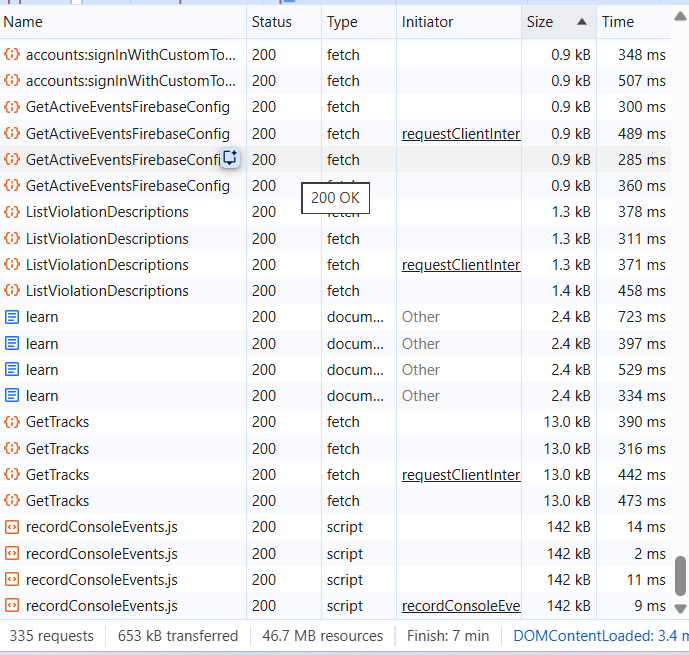 Name Status Type Initiator Size Time
accounts:signInWithCustomTo... 200 fetch 0.9 kB 348 ms
accounts:signInWithCustomTo... 200 fetch 0.9 kB 507 ms
GetActiveEventsFirebaseConfig 200 fetch 0.9 kB 300 ms
GetActiveEventsFirebaseConfig 200 fetch requestClientInter 0.9 kB 489 ms
GetActiveEventsFirebaseConfi 200 fetch 0.9 kB 285 ms
GetActiveEventsFirebaseConfig 200 0.9 kB 360 ms
200 OK
ListViolationDescriptions 200 fetch 1.3 kB 378 ms
ListViolationDescriptions 200 fetch 1.3 kB 311 ms
ListViolationDescriptions 200 fetch requestClientInter 1.3 kB 371 ms
ListViolationDescriptions 200 fetch 1.4 kB 458 ms
learn 200 docum... Other 2.4 kB 723 ms
learn 200 docum... Other 2.4 kB 397 ms
learn 200 docum... Other 2.4 kB 529 ms
learn 200 docum... Other 2.4 kB 334 ms
GetTracks 200 fetch 13.0 kB 390 ms
GetTracks 200 fetch 13.0 kB 316 ms
GetTracks 200 fetch requestClientInter 13.0 kB 442 ms
GetTracks 200 fetch 13.0 kB 473 ms
recordConsoleEvents.js 200 script 142 kB 14 ms
recordConsoleEvents.js 200 script 142 kB 2 ms
recordConsoleEvents.js 200 script 142 kB 11 ms
recordConsoleEvents.js 200 script recordConsoleEve 142 kB 9 ms
335 requests 653 kB transferred 46.7 MB resources Finish: 7 min DOMContentLoaded: 3.4 m